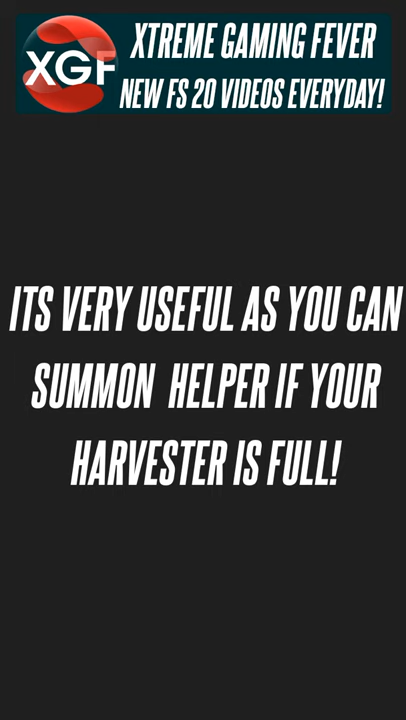 XGF
XTREME GAMING FEVER
NEW FS 20 VIDEOS EVERYDAY!
ITS VERY USEFUL AS YOU CAN
SUMMON HELPER IF YOUR
HARVESTER IS FULL!